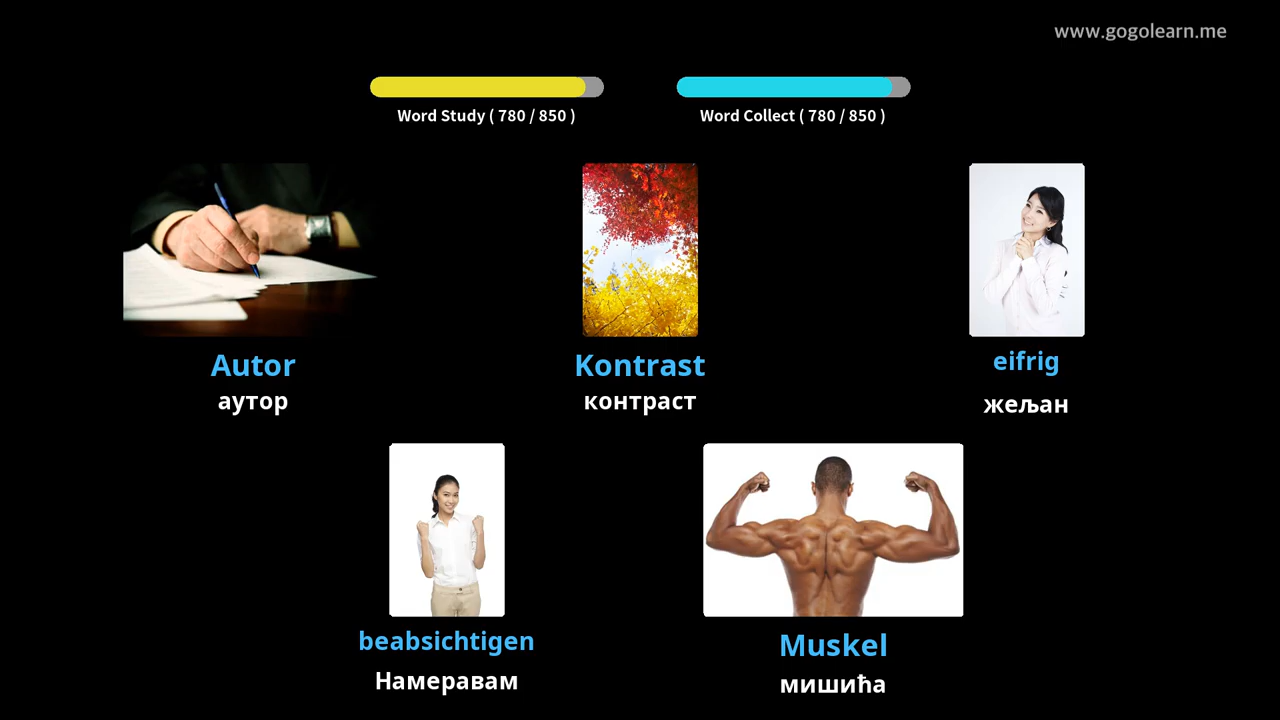 www.gogolearn.me
Word Study ( 780 / 850 )
Word Collect ( 780 / 850 )
Autor
аутор
Kontrast
контраст
eifrig
жељан
beabsichtigen
Намеравам
Muskel
мишића